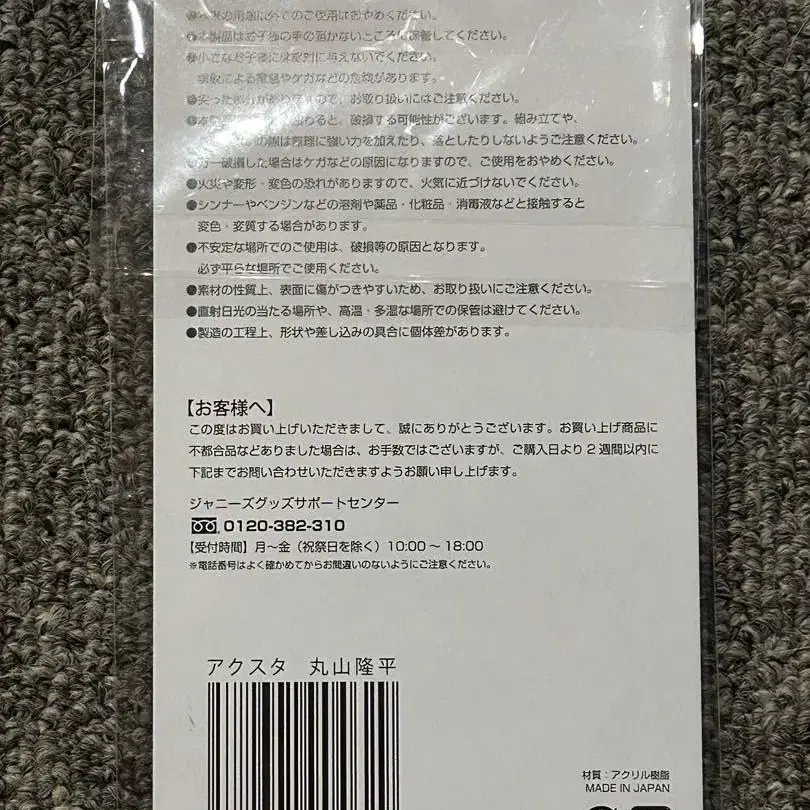 のご使用はおやめください。
お子様の手の届かないところに保管してください。
小さなお子様には絶対に与えないでください。
誤飲による窒息やケガなどの危険があります。
お取り扱いにはご注意ください。
破損する可能性がございます。組み立てや、
の際は無理に強い力を加えたり、落としたりしないようご注意ください。
●万一破損した場合はケガなどの原因になりますので、ご使用をおやめください。
●火災や変形・変色の恐れがありますので、火気に近づけないでください。
●シンナーやベンジンなどの溶剤や薬品・化粧品・消毒液などと接触すると
変色・変質する場合があります。
●不安定な場所でのご使用は、破損等の原因となります。
必ず平らな場所でご使用ください。
●素材の性質上、表面に傷がつきやすいため、お取り扱いにご注意ください。
●直射日光の当たる場所や、高温・多湿な場所での保管は避けてください。
●製造の工程上、形状や差し込みの具合に個体差があります。
【お客様へ】
この度はお買い上げいただきまして、誠にありがとうございます。お買い上げ商品に
不都合品などありました場合は、お手数ではございますが、ご購入日より2週間以内に
下記までお問い合わせいただきますようお願い申し上げます。
ジャニーズグッズサポートセンター
0120-382-310
【受付時間】月〜金（祝祭日を除く）10:00〜18:00
※電話番号はよく確かめてからお間違いのないようにご注意ください。
アクスタ 丸山隆平
材質：アクリル樹脂
MADE IN JAPAN